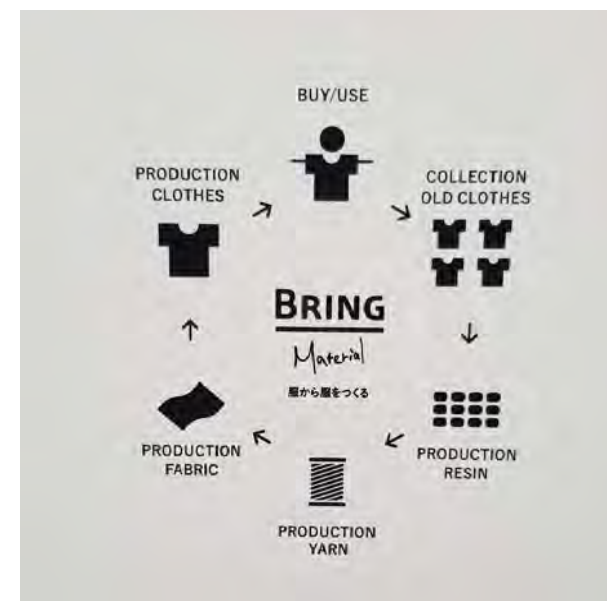 BUY/USE
COLLECTION
OLD CLOTHES
PRODUCTION
RESIN
PRODUCTION
YARN
PRODUCTION
FABRIC
PRODUCTION
CLOTHES
BRING
Material
服から服をつくる